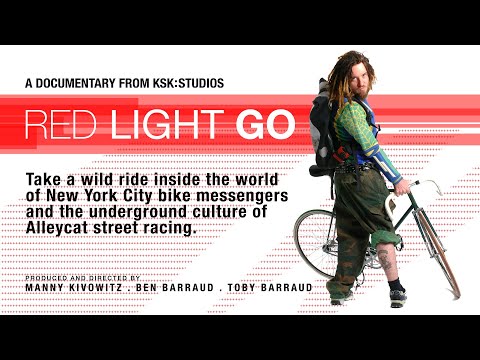 A DOCUMENTARY FROM KSK:STUDIOS
RED LIGHT GO
Take a wild ride inside the world
of New York City bike messengers
and the underground culture of
Alleycat street racing.
PRODUCED AND DIRECTED BY
MANNY KIVOWITZ . BEN BARRAUD . TOBY BARRAUD